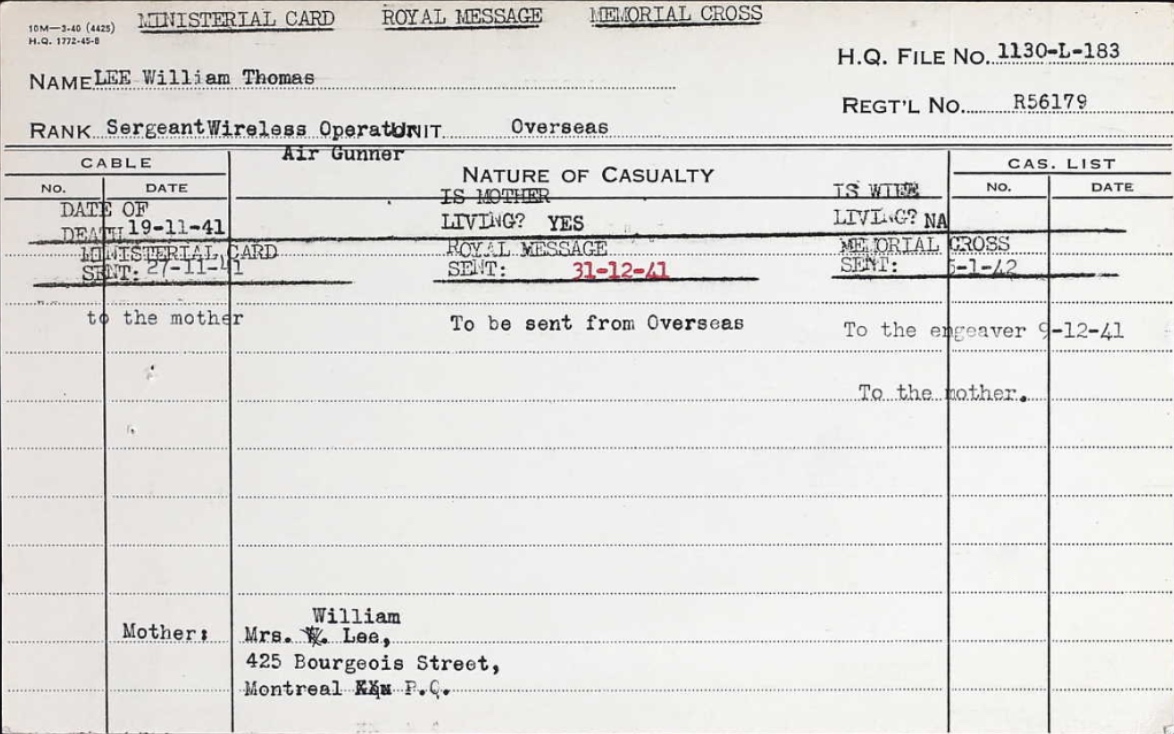 MINISTERIAL CARD ROYAL MESSAGE MEMORIAL CROSS
10M—3-40 (4425)
H.Q. 1772-45-8
H.Q. FILE NO. 1130-L-183
NAME LEE William Thomas
REGT'L NO. R56179
RANK Sergeant Wireless Operator UNIT Overseas
Air Gunner
CABLE NATURE OF CASUALTY CAS. LIST
NO. DATE NO. DATE
IS MOTHER IS WIFE
DATE OF LIVING? YES LIVING? NA
DEATH 19-11-41
MINISTERIAL CARD ROYAL MESSAGE MEMORIAL CROSS
SENT: 27-11-41 SENT: 31-12-41 SENT: 5-1-42
to the mother To be sent from Overseas To the engeaver 9-12-41
To the mother.
William
Mother: Mrs. W. Lee,
425 Bourgeois Street,
Montreal P.Q.